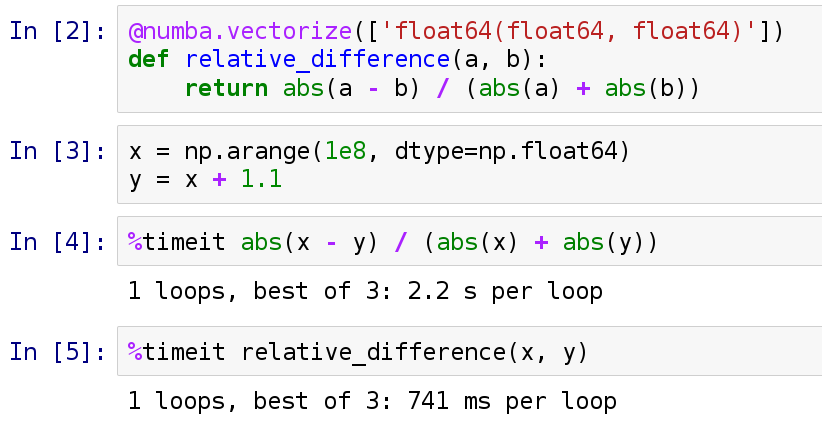 In [2]: @numba.vectorize(['float64(float64, float64)'])
def relative_difference(a, b):
    return abs(a - b) / (abs(a) + abs(b))
In [3]: x = np.arange(1e8, dtype=np.float64)
y = x + 1.1
In [4]: %timeit abs(x - y) / (abs(x) + abs(y))
1 loops, best of 3: 2.2 s per loop
In [5]: %timeit relative_difference(x, y)
1 loops, best of 3: 741 ms per loop